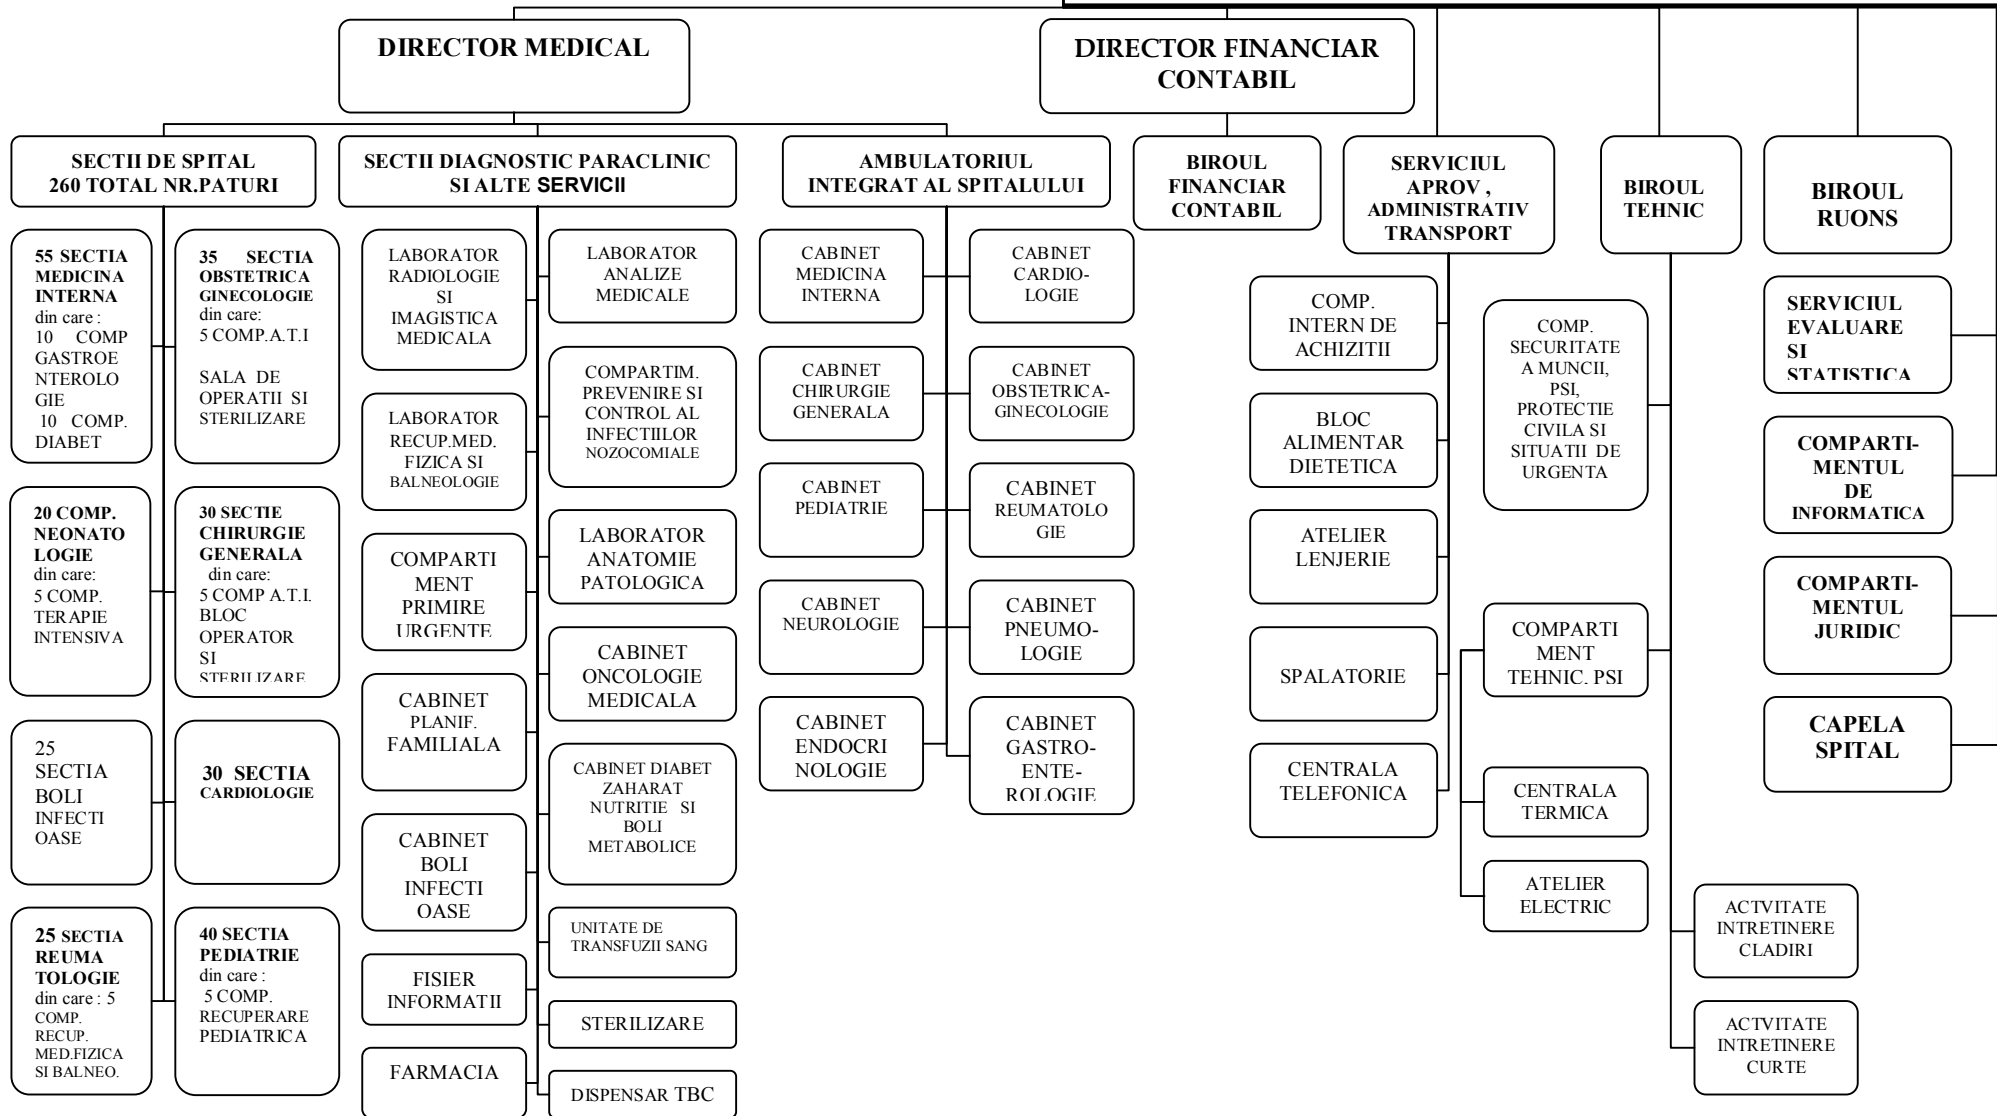 DIRECTOR MEDICAL
DIRECTOR FINANCIAR
CONTABIL
SECTII DE SPITAL
260 TOTAL NR.PATURI
SECTII DIAGNOSTIC PARACLINIC
SI ALTE SERVICII
AMBULATORIUL
INTEGRAT AL SPITALULUI
BIROUL
FINANCIAR
CONTABIL
SERVICIUL
APROV ,
ADMINISTRATIV
TRANSPORT
BIROUL
TEHNIC
BIROUL
RUONS
55 SECTIA
MEDICINA
INTERNA
din care :
10 COMP
GASTROE
NTEROLO
GIE
10 COMP.
DIABET
35 SECTIA
OBSTETRICA
GINECOLOGIE
din care:
5 COMP.A.T.I
SALA DE
OPERATII SI
STERILIZARE
20 COMP.
NEONATO
LOGIE
din care:
5 COMP.
TERAPIE
INTENSIVA
30 SECTIE
CHIRURGIE
GENERALA
din care:
5 COMP A.T.I.
BLOC
OPERATOR
SI
STERILIZARE
25
SECTIA
BOLI
INFECTI
OASE
30 SECTIA
CARDIOLOGIE
25 SECTIA
REUMA
TOLOGIE
din care : 5
COMP.
RECUP.
MED.FIZICA
SI BALNEO.
40 SECTIA
PEDIATRIE
din care :
5 COMP.
RECUPERARE
PEDIATRICA
LABORATOR
RADIOLOGIE
SI
IMAGISTICA
MEDICALA
LABORATOR
ANALIZE
MEDICALE
LABORATOR
RECUP.MED.
FIZICA SI
BALNEOLOGIE
COMPARTIM.
PREVENIRE SI
CONTROL AL
INFECTIILOR
NOZOCOMIALE
COMPARTI
MENT
PRIMIRE
URGENTE
LABORATOR
ANATOMIE
PATOLOGICA
CABINET
PLANIF.
FAMILIALA
CABINET
ONCOLOGIE
MEDICALA
CABINET
BOLI
INFECTI
OASE
CABINET DIABET
ZAHARAT
NUTRITIE SI
BOLI
METABOLICE
FISIER
INFORMATII
UNITATE DE
TRANSFUZII SANG
STERILIZARE
FARMACIA
DISPENSAR TBC
CABINET
MEDICINA
INTERNA
CABINET
CARDIO-
LOGIE
CABINET
CHIRURGIE
GENERALA
CABINET
OBSTETRICA-
GINECOLOGIE
CABINET
PEDIATRIE
CABINET
REUMATOLO
GIE
CABINET
NEUROLOGIE
CABINET
PNEUMO-
LOGIE
CABINET
ENDOCRI
NOLOGIE
CABINET
GASTRO-
ENTE-
ROLOGIE
COMP.
INTERN DE
ACHIZITII
BLOC
ALIMENTAR
DIETETICA
ATELIER
LENJERIE
SPALATORIE
CENTRALA
TELEFONICA
COMP.
SECURITATE
A MUNCII,
PSI,
PROTECTIE
CIVILA SI
SITUATII DE
URGENTA
COMPARTI
MENT
TEHNIC. PSI
CENTRALA
TERMICA
ATELIER
ELECTRIC
ACTVITATE
INTRETINERE
CLADIRI
ACTVITATE
INTRETINERE
CURTE
SERVICIUL
EVALUARE
SI
STATISTICA
COMPARTI-
MENTUL
DE
INFORMATICA
COMPARTI-
MENTUL
JURIDIC
CAPELA
SPITAL